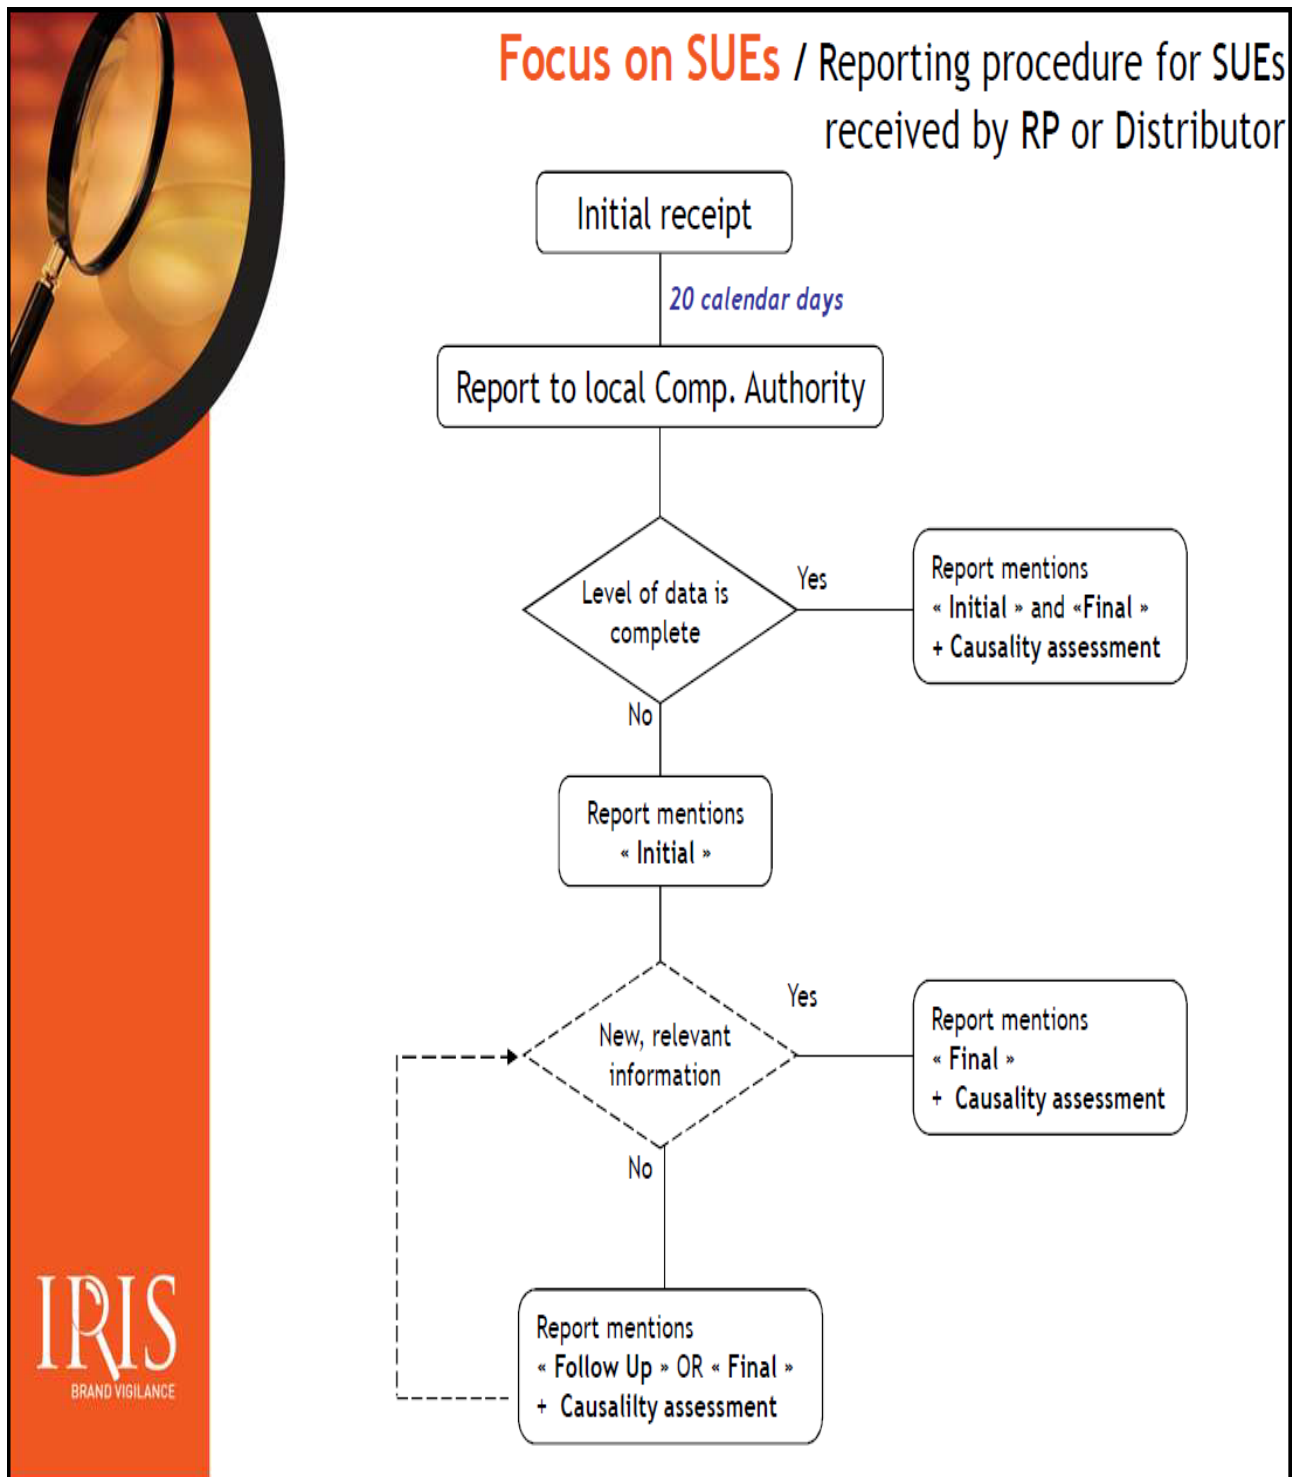 Focus on SUEs / Reporting procedure for SUEs
received by RP or Distributor
Initial receipt
20 calendar days
Report to local Comp. Authority
Level of data is
complete
Yes
Report mentions
« Initial » and «Final »
+ Causality assessment
No
Report mentions
« Initial »
New, relevant
information
Yes
Report mentions
« Final »
+ Causality assessment
No
Report mentions
« Follow Up » OR « Final »
+ Causalilty assessment
IRIS
BRAND VIGILANCE